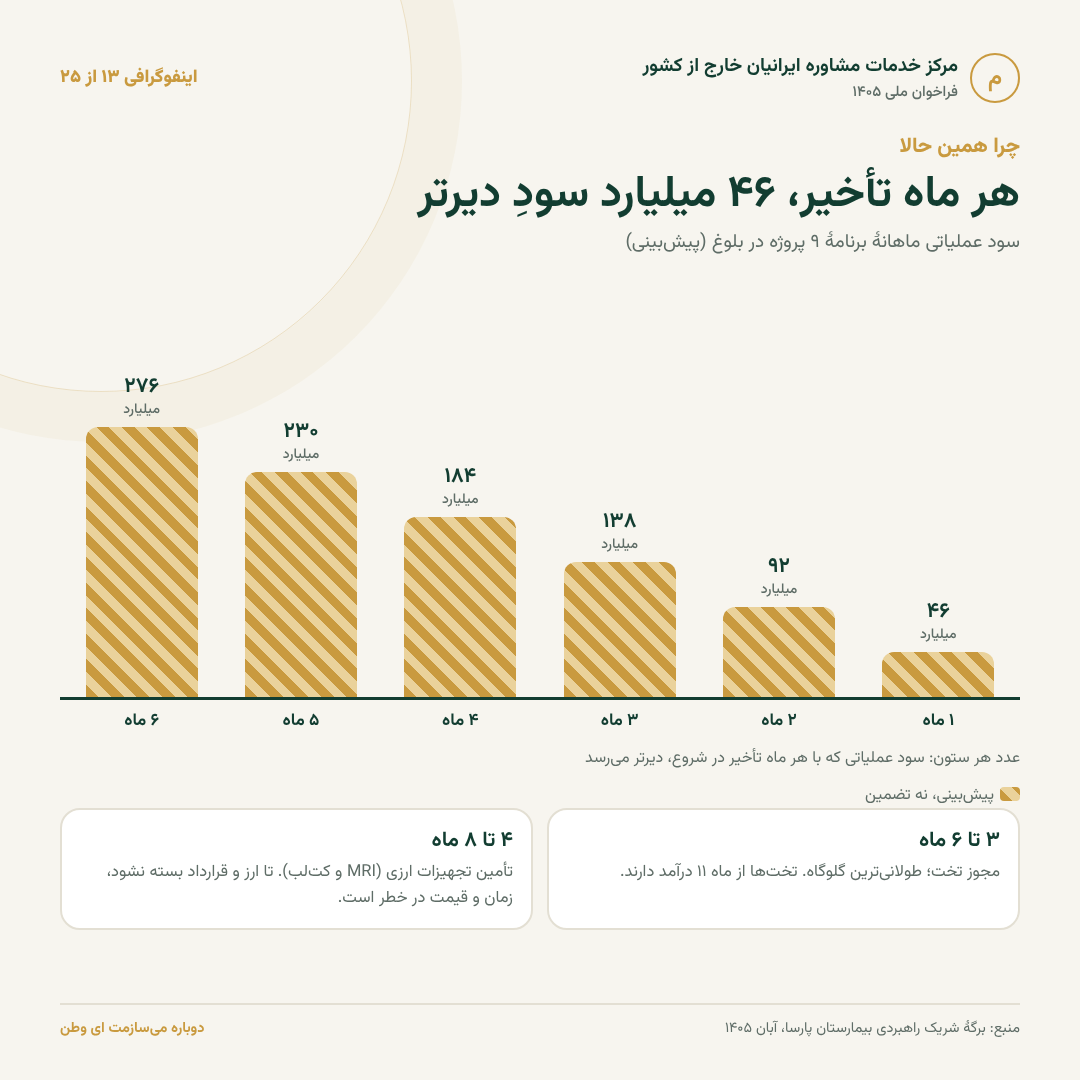 م
مرکز خدمات مشاوره ایرانیان خارج از کشور
فراخوان ملی ۱۴۰۵
اینفوگرافی ۱۳ از ۲۵
چرا همین حالا
هر ماه تأخیر، ۴۶ میلیارد سودِ دیرتر
سود عملیاتی ماهانهٔ برنامهٔ ۹ پروژه در بلوغ (پیش‌بینی)
۴۶
میلیارد
۱ ماه
۹۲
میلیارد
۲ ماه
۱۳۸
میلیارد
۳ ماه
۱۸۴
میلیارد
۴ ماه
۲۳۰
میلیارد
۵ ماه
۲۷۶
میلیارد
۶ ماه
عدد هر ستون: سود عملیاتی که با هر ماه تأخیر در شروع، دیرتر می‌رسد
پیش‌بینی، نه تضمین
۳ تا ۶ ماه
مجوز تخت؛ طولانی‌ترین گلوگاه. تخت‌ها از ماه ۱۱ درآمد دارند.
۴ تا ۸ ماه
تأمین تجهیزات ارزی (MRI و کت‌لب). تا ارز و قرارداد بسته نشود،
زمان و قیمت در خطر است.
منبع: برگهٔ شریک راهبردی بیمارستان پارسا، آبان ۱۴۰۵
دوباره می‌سازمت ای وطن